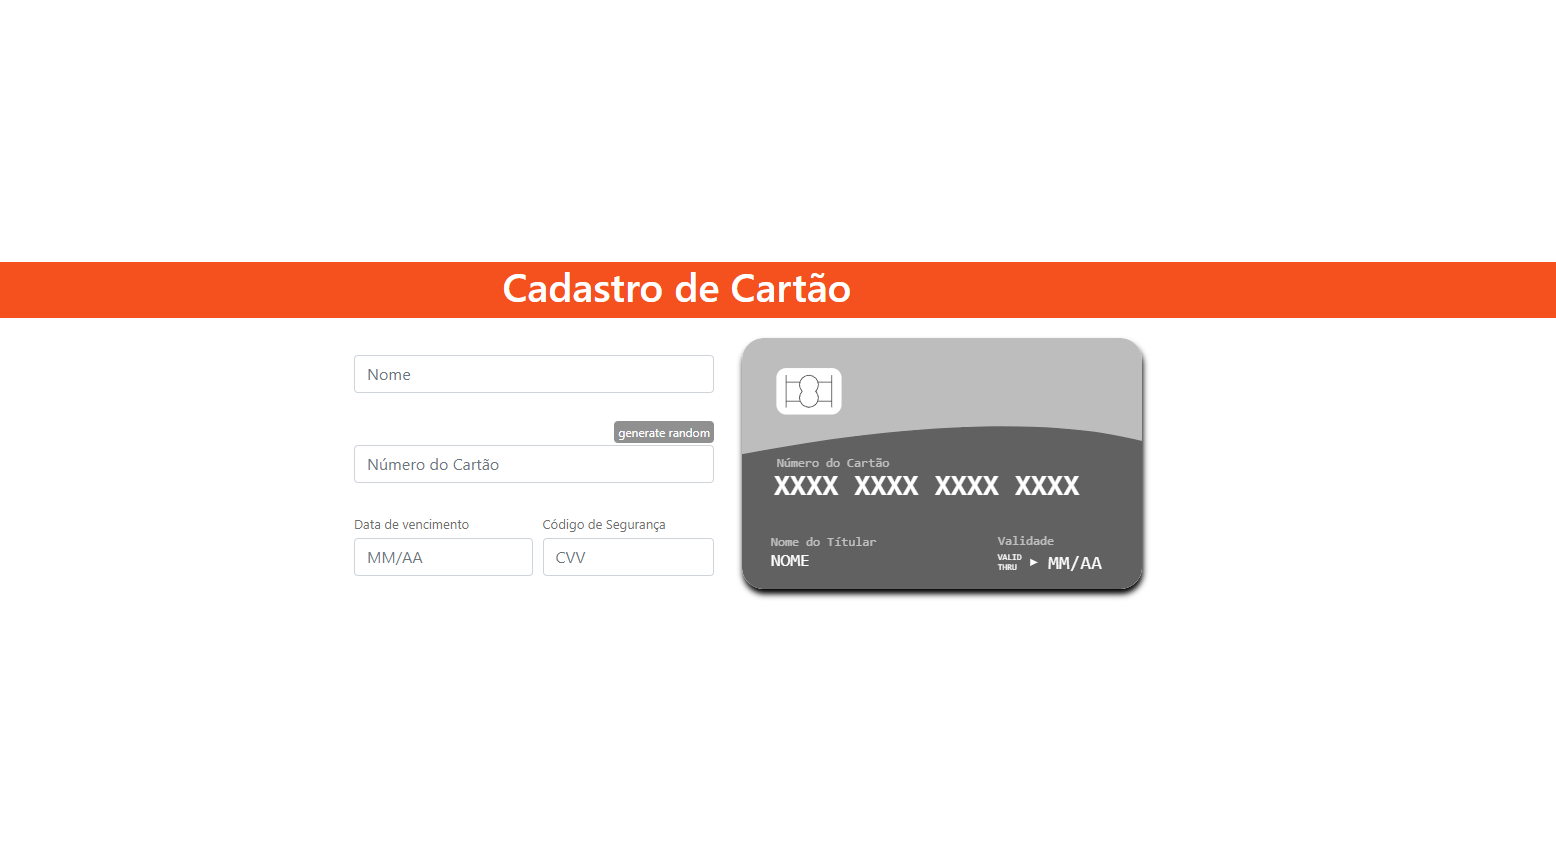 Cadastro de Cartão
Nome
generate random
Número do Cartão
Data de vencimento
Código de Segurança
MM/AA
CVV
Número do Cartão
XXXX XXXX XXXX XXXX
Nome do Títular
NOME
Validade
VALID
THRU
MM/AA